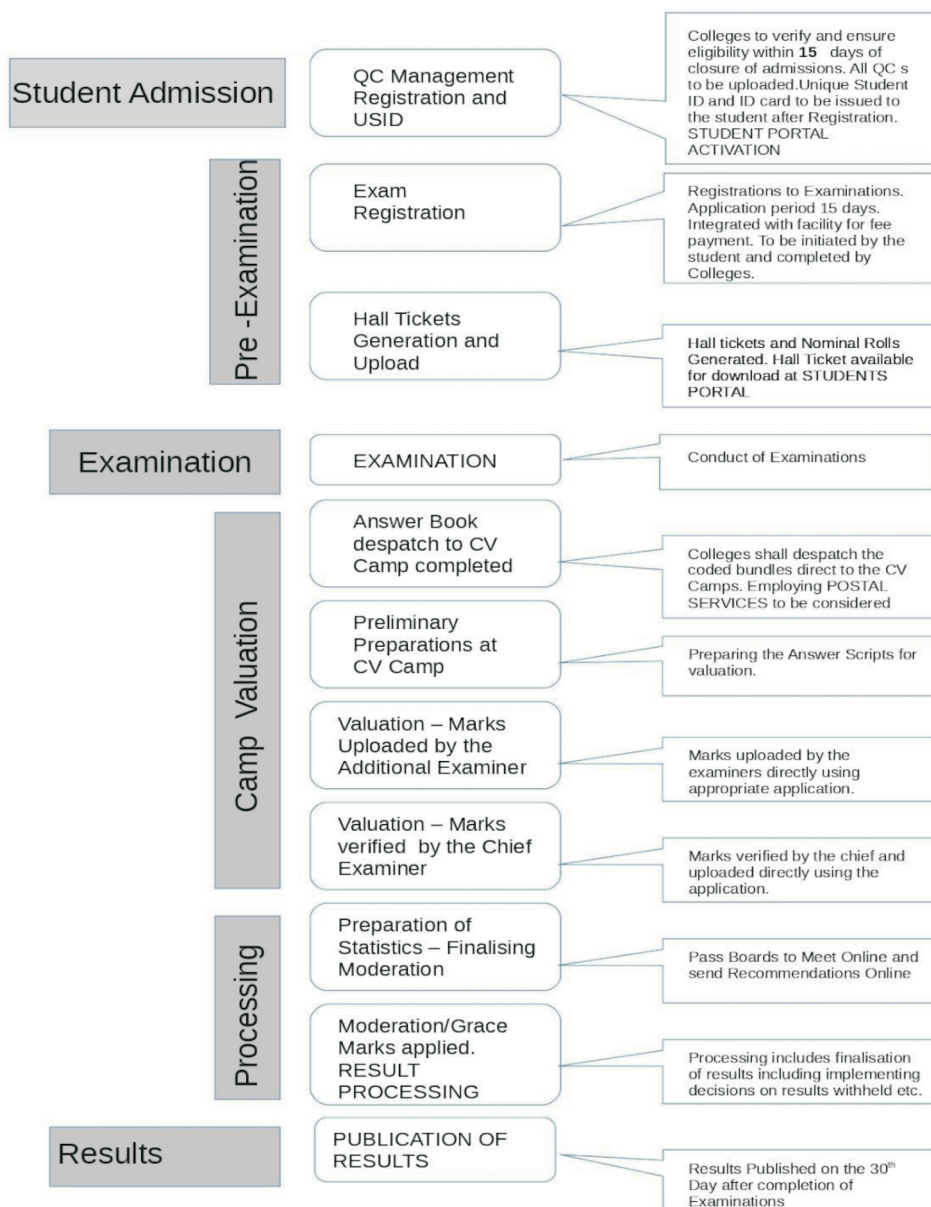 Student Admission
QC Management
Registration and
USID
Colleges to verify and ensure
eligibility within 15 days of
closure of admissions. All QC s
to be uploaded.Unique Student
ID and ID card to be issued to
the student after Registration.
STUDENT PORTAL
ACTIVATION
Pre -Examination
Exam
Registration
Registrations to Examinations.
Application period 15 days.
Integrated with facility for fee
payment. To be initiated by the
student and completed by
Colleges.
Hall Tickets
Generation and
Upload
Hall tickets and Nominal Rolls
Generated. Hall Ticket available
for download at STUDENTS
PORTAL
Examination
EXAMINATION
Conduct of Examinations
Camp Valuation
Answer Book
despatch to CV
Camp completed
Colleges shall despatch the
coded bundles direct to the CV
Camps. Employing POSTAL
SERVICES to be considered
Preliminary
Preparations at
CV Camp
Preparing the Answer Scripts for
valuation.
Valuation – Marks
Uploaded by the
Additional Examiner
Marks uploaded by the
examiners directly using
appropriate application.
Valuation – Marks
verified by the Chief
Examiner
Marks verified by the chief and
uploaded directly using the
application.
Processing
Preparation of
Statistics – Finalising
Moderation
Pass Boards to Meet Online and
send Recommendations Online
Moderation/Grace
Marks applied.
RESULT
PROCESSING
Processing includes finalisation
of results including implementing
decisions on results withheld etc.
Results
PUBLICATION OF
RESULTS
Results Published on the 30th
Day after completion of
Examinations